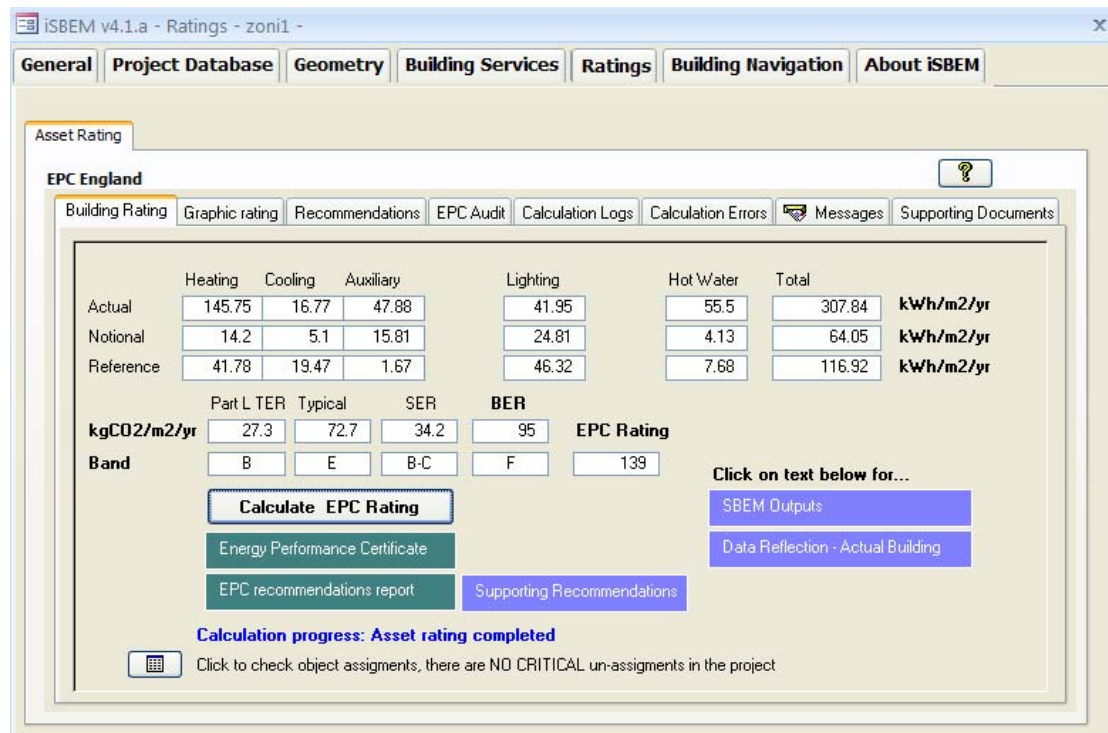 iSBEM v4.1.a - Ratings - zoni1 -
General Project Database Geometry Building Services Ratings Building Navigation About iSBEM
Asset Rating
EPC England
Building Rating Graphic rating Recommendations EPC Audit Calculation Logs Calculation Errors Messages Supporting Documents
Heating Cooling Auxiliary Lighting Hot Water Total
Actual 145.75 16.77 47.88 41.95 55.5 307.84 kWh/m2/yr
Notional 14.2 5.1 15.81 24.81 4.13 64.05 kWh/m2/yr
Reference 41.78 19.47 1.67 46.32 7.68 116.92 kWh/m2/yr
Part L TER Typical SER BER
kgCO2/m2/yr 27.3 72.7 34.2 95 EPC Rating
Band B E B-C F 139
Click on text below for...
Calculate EPC Rating SBEM Outputs
Energy Performance Certificate Data Reflection - Actual Building
EPC recommendations report Supporting Recommendations
Calculation progress: Asset rating completed
Click to check object assigments, there are NO CRITICAL un-assigments in the project